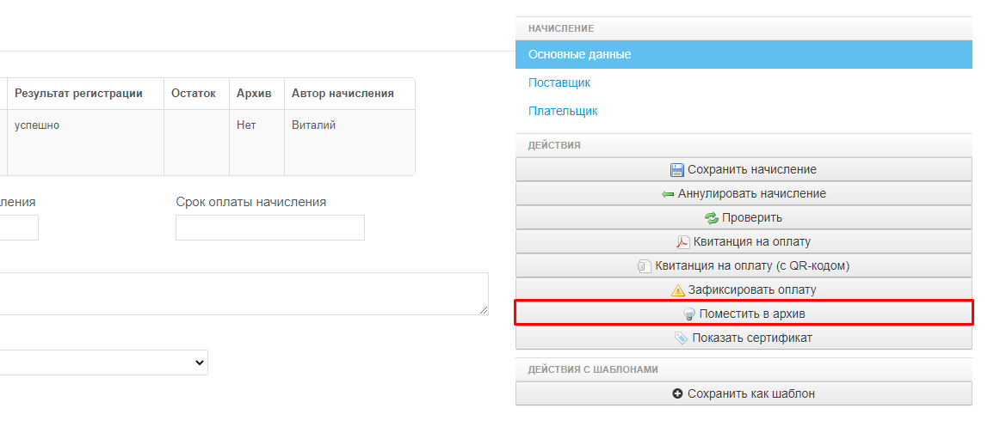 НАЧИСЛЕНИЕ
Основные данные
Поставщик
Плательщик
Результат регистрации Остаток Архив Автор начисления
успешно Нет Виталий
ления Срок оплаты начисления
ДЕЙСТВИЯ
Сохранить начисление
Аннулировать начисление
Проверить
Квитанция на оплату
Квитанция на оплату (с QR-кодом)
Зафиксировать оплату
Поместить в архив
Показать сертификат
ДЕЙСТВИЯ С ШАБЛОНАМИ
Сохранить как шаблон